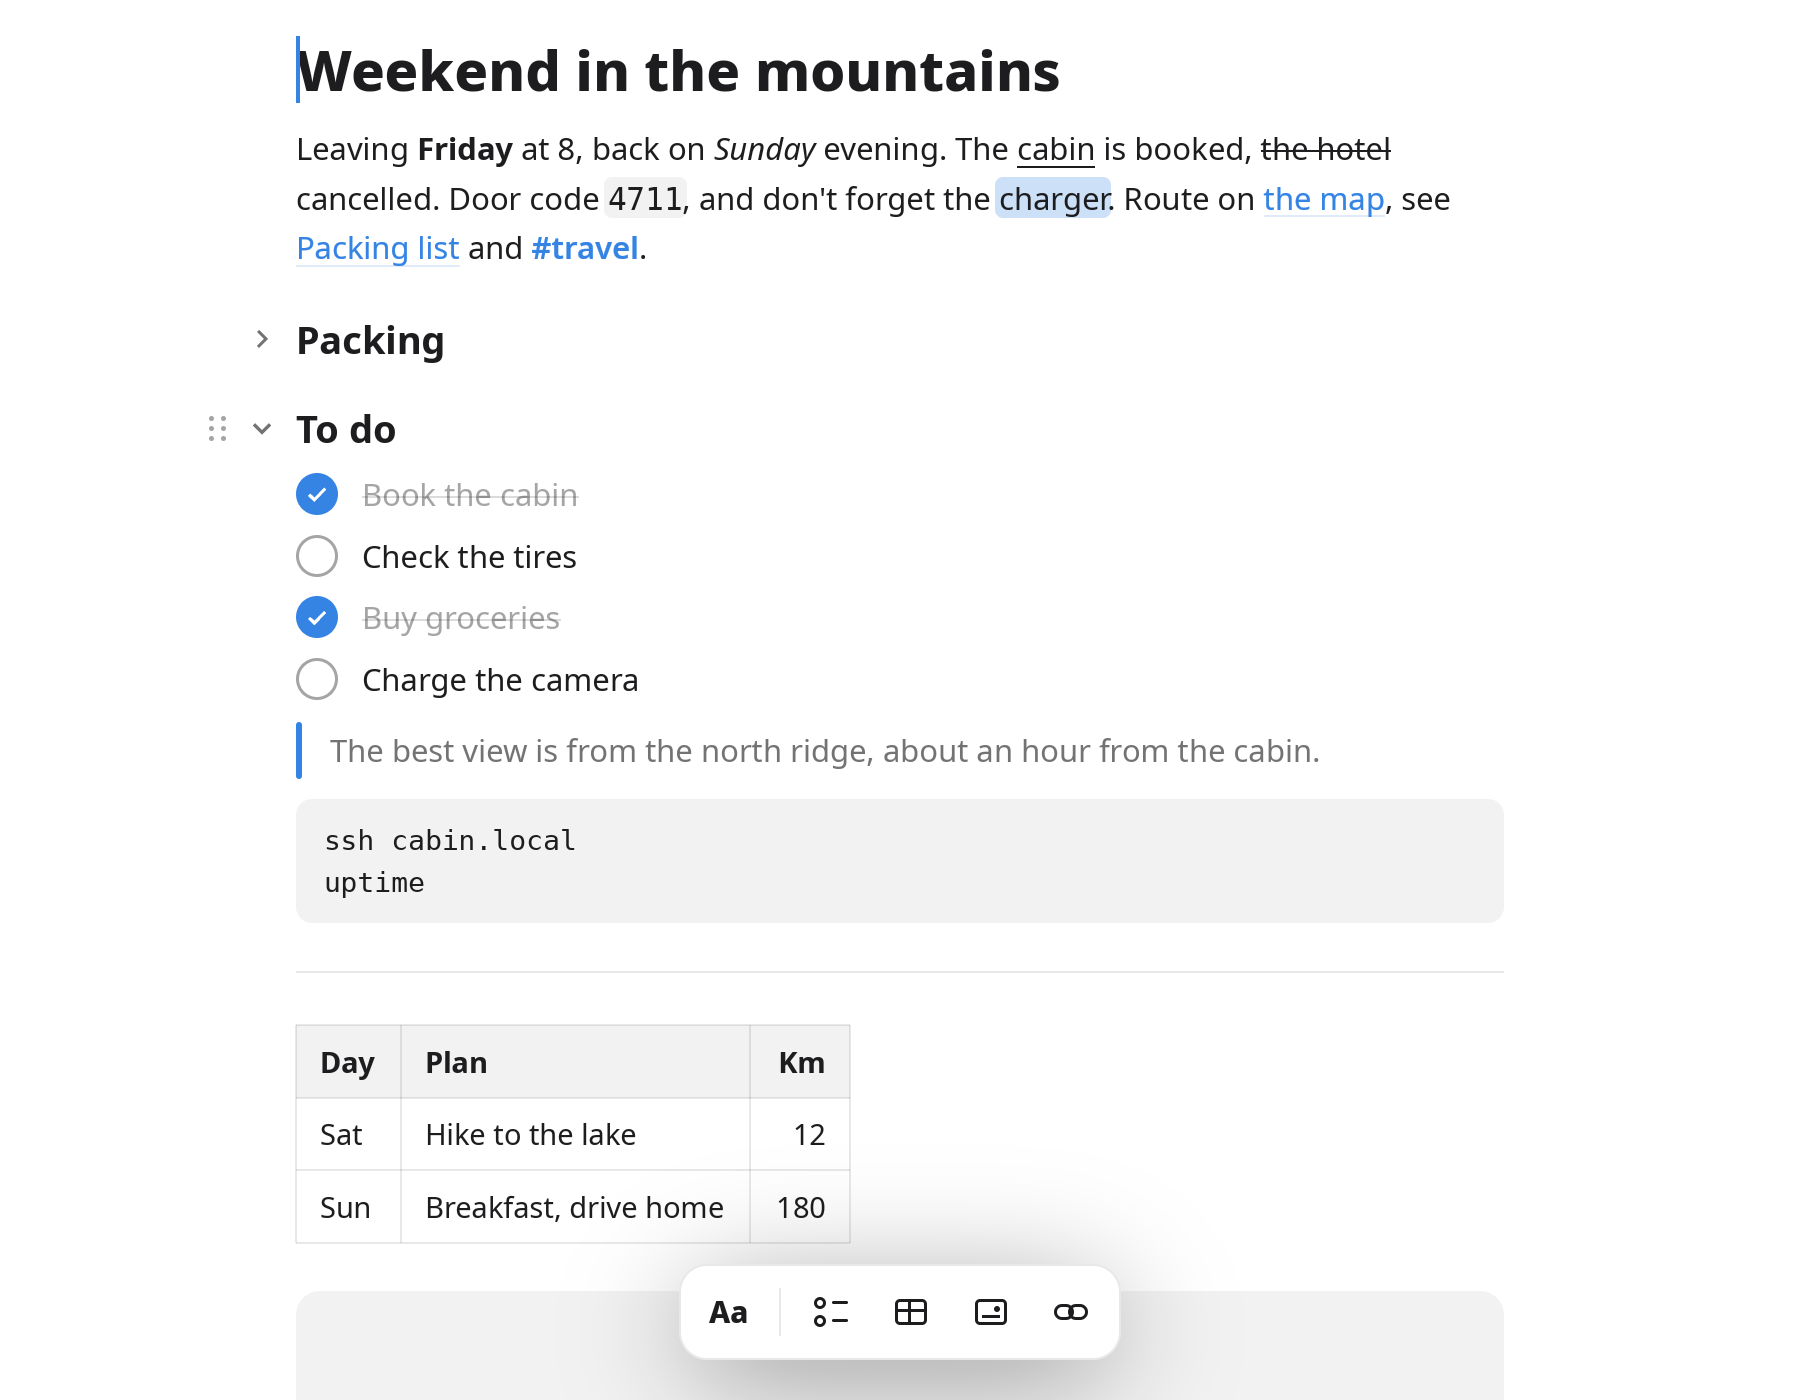 Weekend in the mountains
Leaving Friday at 8, back on Sunday evening. The cabin is booked, the hotel
cancelled. Door code 4711, and don't forget the charger. Route on the map, see
Packing list and #travel.
Packing
To do
Book the cabin
Check the tires
Buy groceries
Charge the camera
The best view is from the north ridge, about an hour from the cabin.
ssh cabin.local
uptime
Day Plan Km
Sat Hike to the lake 12
Sun Breakfast, drive home 180
Aa